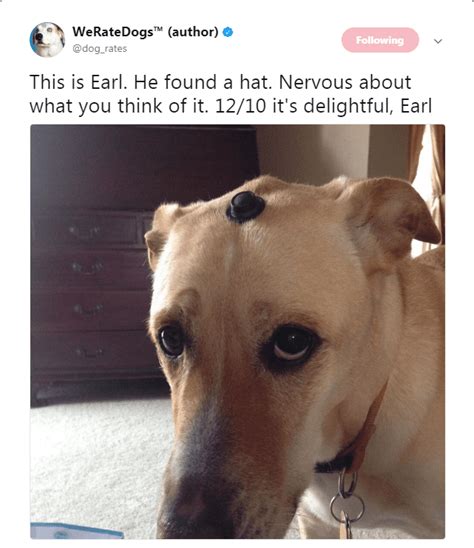 WeRateDogs™ (author)
@dog_rates
Following
This is Earl. He found a hat. Nervous about
what you think of it. 12/10 it's delightful, Earl